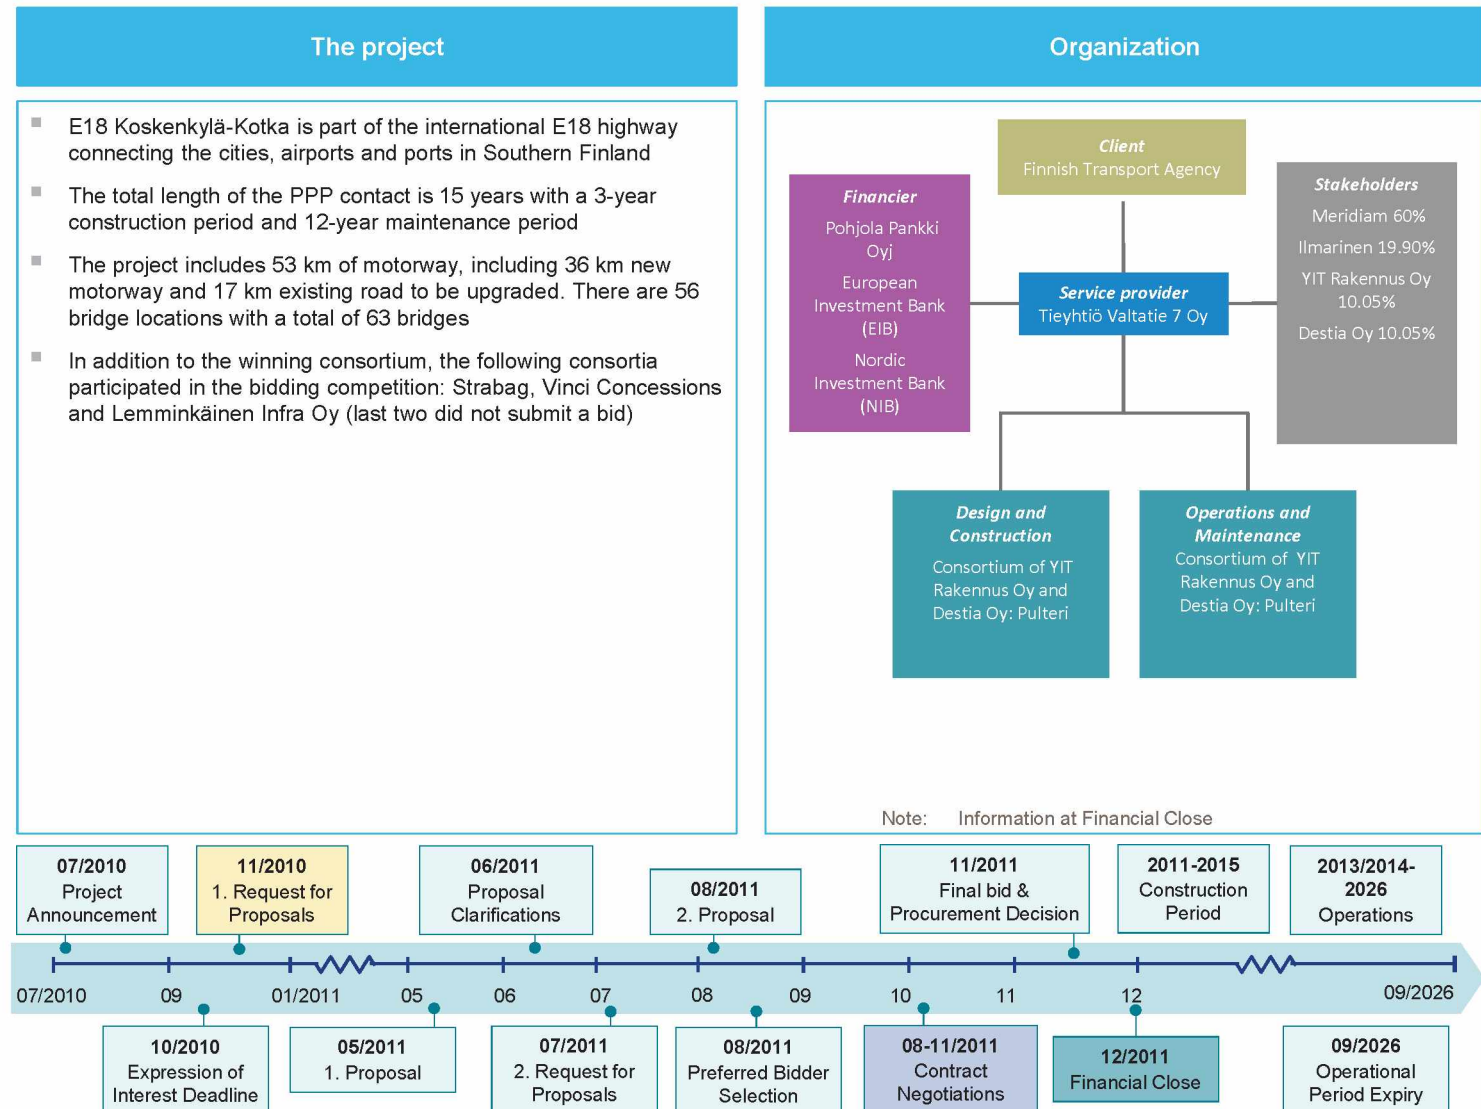 The project
E18 Koskenkylä-Kotka is part of the international E18 highway
connecting the cities, airports and ports in Southern Finland
The total length of the PPP contact is 15 years with a 3-year
construction period and 12-year maintenance period
The project includes 53 km of motorway, including 36 km new
motorway and 17 km existing road to be upgraded. There are 56
bridge locations with a total of 63 bridges
In addition to the winning consortium, the following consortia
participated in the bidding competition: Strabag, Vinci Concessions
and Lemminkäinen Infra Oy (last two did not submit a bid)
Organization
Client
Finnish Transport Agency
Financier
Pohjola Pankki
Oyj
European
Investment Bank
(EIB)
Nordic
Investment Bank
(NIB)
Service provider
Tieyhtiö Valtatie 7 Oy
Stakeholders
Meridiam 60%
Ilmarinen 19.90%
YIT Rakennus Oy
10.05%
Destia Oy 10.05%
Design and
Construction
Consortium of YIT
Rakennus Oy and
Destia Oy: Pulteri
Operations and
Maintenance
Consortium of YIT
Rakennus Oy and
Destia Oy: Pulteri
Note: Information at Financial Close
07/2010
Project
Announcement
11/2010
1. Request for
Proposals
06/2011
Proposal
Clarifications
08/2011
2. Proposal
11/2011
Final bid &
Procurement Decision
2011-2015
Construction
Period
2013/2014-
2026
Operations
07/2010
09
01/2011
05
06
07
08
09
10
11
12
09/2026
10/2010
Expression of
Interest Deadline
05/2011
1. Proposal
07/2011
2. Request for
Proposals
08/2011
Preferred Bidder
Selection
08-11/2011
Contract
Negotiations
12/2011
Financial Close
09/2026
Operational
Period Expiry